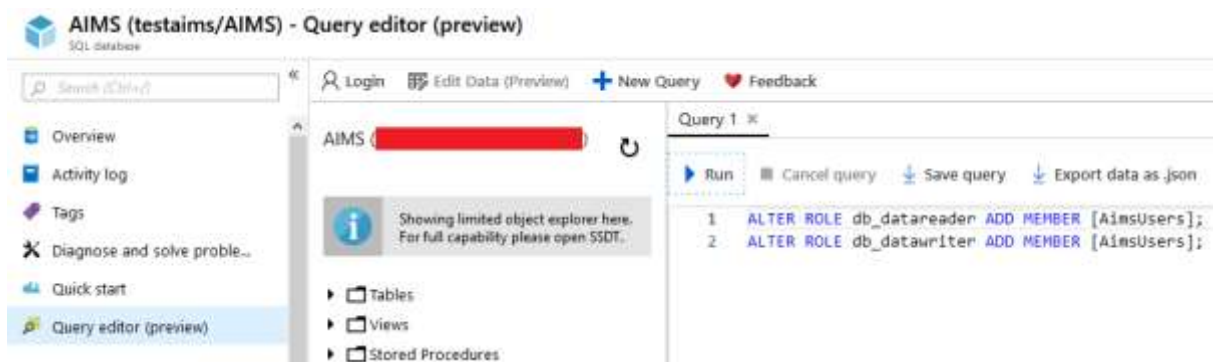 AIMS (testaims/AIMS) - Query editor (preview)
SQL database
Search (Ctrl+/)
«
Login
Edit Data (Preview)
New Query
Feedback
Overview
Activity log
Tags
Diagnose and solve proble...
Quick start
Query editor (preview)
AIMS ( )
Showing limited object explorer here.
For full capability please open SSDT.
Tables
Views
Stored Procedures
Query 1 ×
Run
Cancel query
Save query
Export data as .json
1 ALTER ROLE db_datareader ADD MEMBER [AimsUsers];
2 ALTER ROLE db_datawriter ADD MEMBER [AimsUsers];